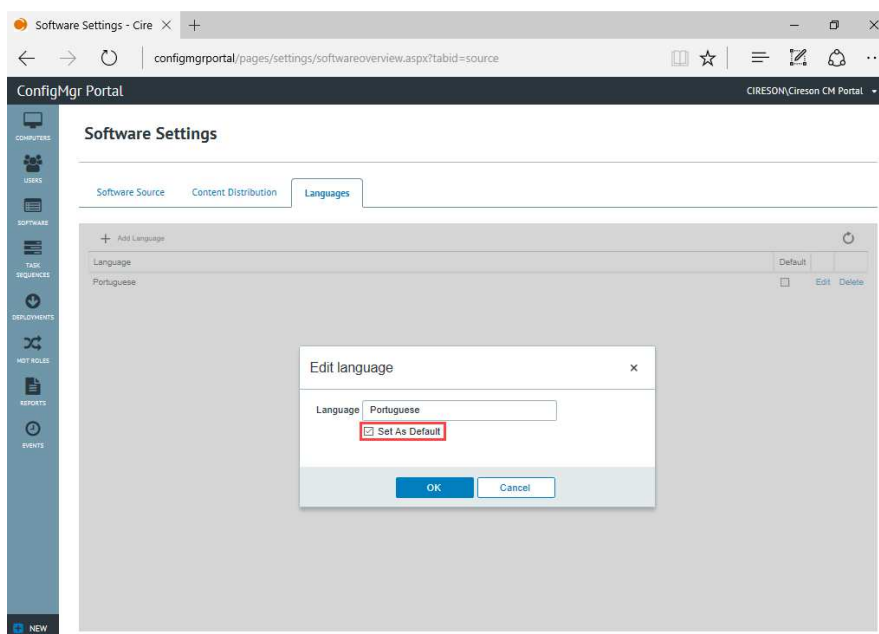 Software Settings - Cire
configmgrportal/pages/settings/softwareoverview.aspx?tabid=source
ConfigMgr Portal
CIRESON\Cireson CM Portal
COMPUTERS
USERS
SOFTWARE
TASK
SEQUENCES
DEPLOYMENTS
MDT ROLES
REPORTS
EVENTS
NEW
Software Settings
Software Source Content Distribution Languages
Add Language
Language Default
Portuguese Edit Delete
Edit language
Language Portuguese
Set As Default
OK Cancel